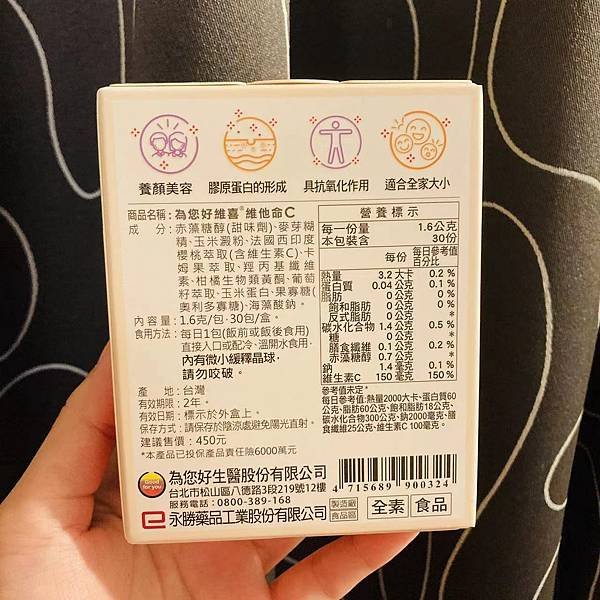 養顏美容 膠原蛋白的形成 具抗氧化作用 適合全家大小
商品名稱：為您好維喜®維他命C
成 分：赤藻糖醇(甜味劑)、麥芽糊
精、玉米澱粉、法國西印度
櫻桃萃取(含維生素C)、卡
姆果萃取、羥丙基纖維
素、柑橘生物類黃酮、葡萄
籽萃取、玉米蛋白、果寡糖(
奧利多寡糖)、海藻酸鈉。
內 容 量：1.6克/包．30包/盒。
食用方法：每日1包(飯前或飯後食用)
直接入口或配冷、溫開水食用．
內有微小緩釋晶球，
請勿咬破。
產 地：台灣
有效期限：2年。
有效日期：標示於外盒上。
保存方式：請保存於陰涼處避免陽光直射。
建議售價：450元
*本產品已投保產品責任險6000萬元
營養標示
每一份量 1.6公克
本包裝含 30份
每份 每日參考值百分比
熱量 3.2 大卡 0.2 %
蛋白質 0.04 公克 0.1 %
脂肪 0 公克 0 %
飽和脂肪 0 公克 0 %
反式脂肪 0 公克 *
碳水化合物 1.4 公克 0.5 %
糖 0 公克 *
膳食纖維 0.1 公克 0.2 %
赤藻糖醇 0.7 公克 *
鈉 1.4 毫克 0.1 %
維生素C 150 毫克 150 %
*參考值未定。
每日參考值：熱量2000大卡、蛋白質60
公克、脂肪60公克、飽和脂肪18公克、
碳水化合物300公克、鈉2000毫克、膳
食纖維25公克、維生素C 100毫克。
Good for you
為您好生醫股份有限公司
台北市松山區八德路3段219號12樓
服務電話：0800-389-168
永勝藥品工業股份有限公司
製造廠
食品區
4 715689 900324
全素 食品